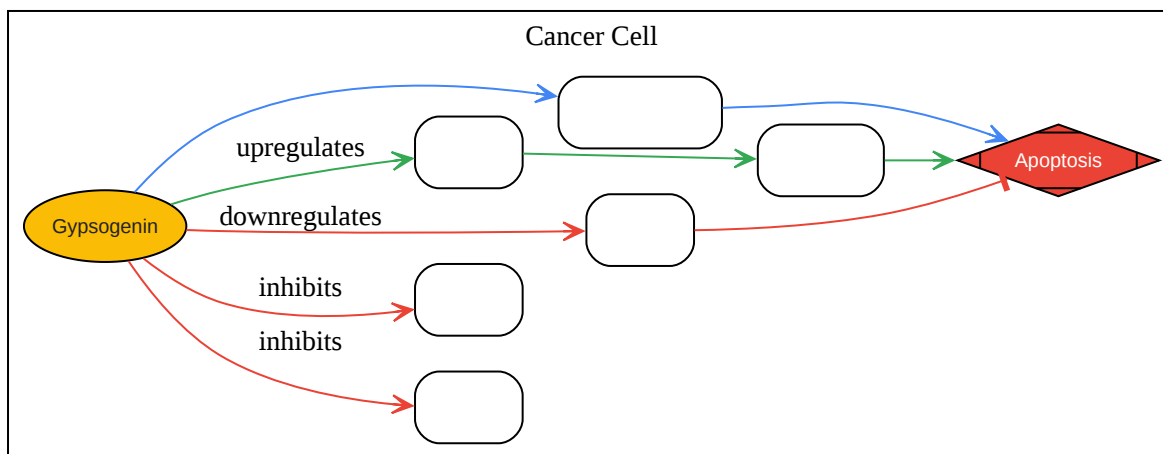 Cancer Cell
upregulates
Apoptosis
downregulates
Gypsogenin
inhibits
inhibits